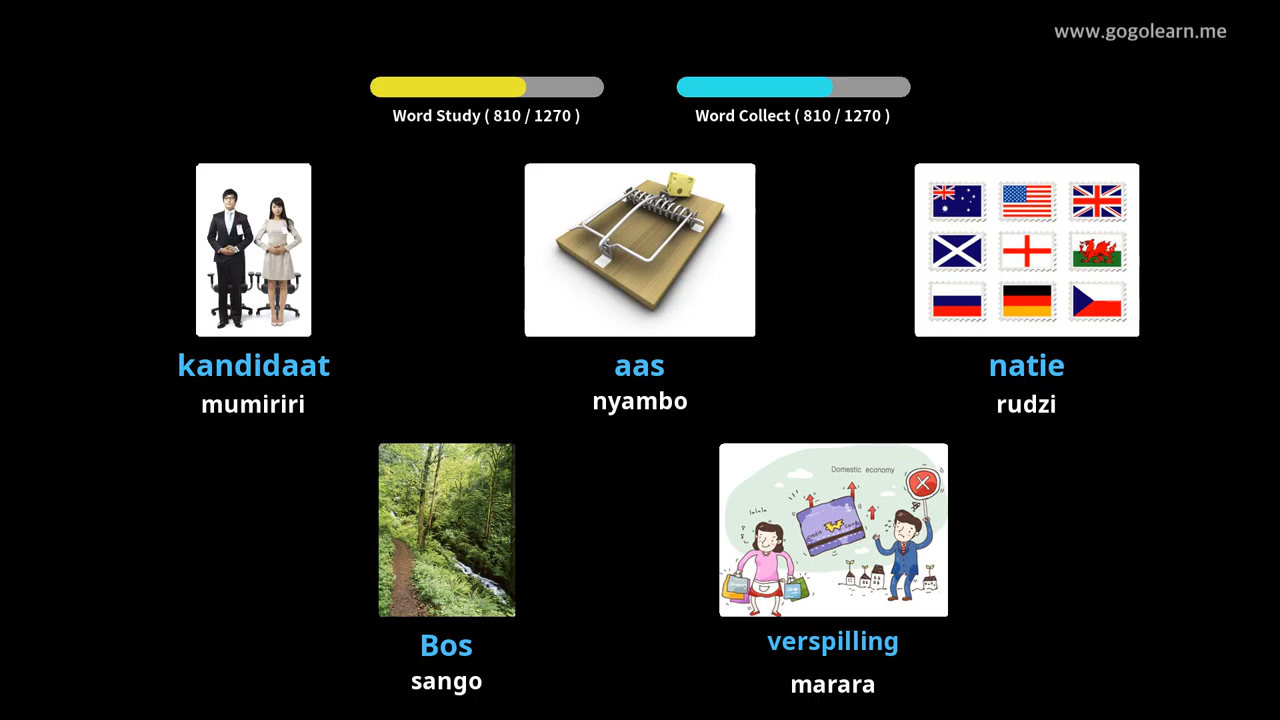 www.gogolearn.me
Word Study ( 810 / 1270 )
Word Collect ( 810 / 1270 )
kandidaat
mumiriri
aas
nyambo
natie
rudzi
Domestic economy
lalala
Bos
sango
verspilling
marara